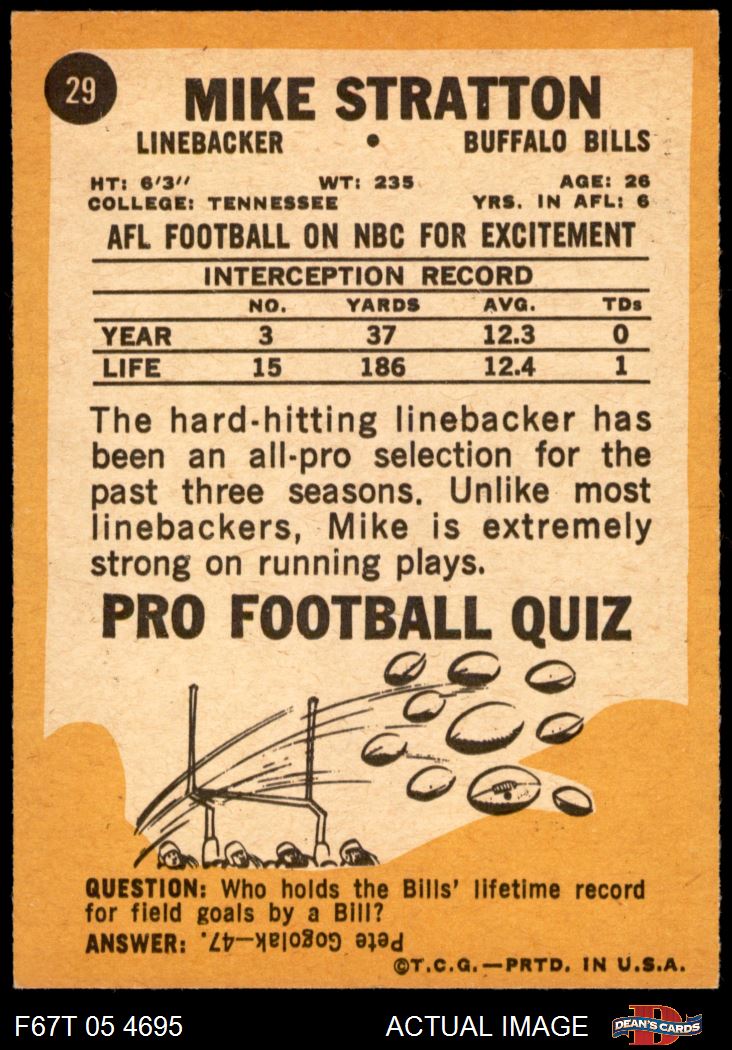 29
MIKE STRATTON
LINEBACKER • BUFFALO BILLS
HT: 6'3" WT: 235 AGE: 26
COLLEGE: TENNESSEE YRS. IN AFL: 6
AFL FOOTBALL ON NBC FOR EXCITEMENT
INTERCEPTION RECORD
NO. YARDS AVG. TDs
YEAR 3 37 12.3 0
LIFE 15 186 12.4 1
The hard-hitting linebacker has
been an all-pro selection for the
past three seasons. Unlike most
linebackers, Mike is extremely
strong on running plays.
PRO FOOTBALL QUIZ
QUESTION: Who holds the Bills' lifetime record
for field goals by a Bill?
ANSWER: Pete Gogolak—47.
©T.C.G.—PRTD. IN U.S.A.
F67T 05 4695 ACTUAL IMAGE
D
DEAN'S CARDS